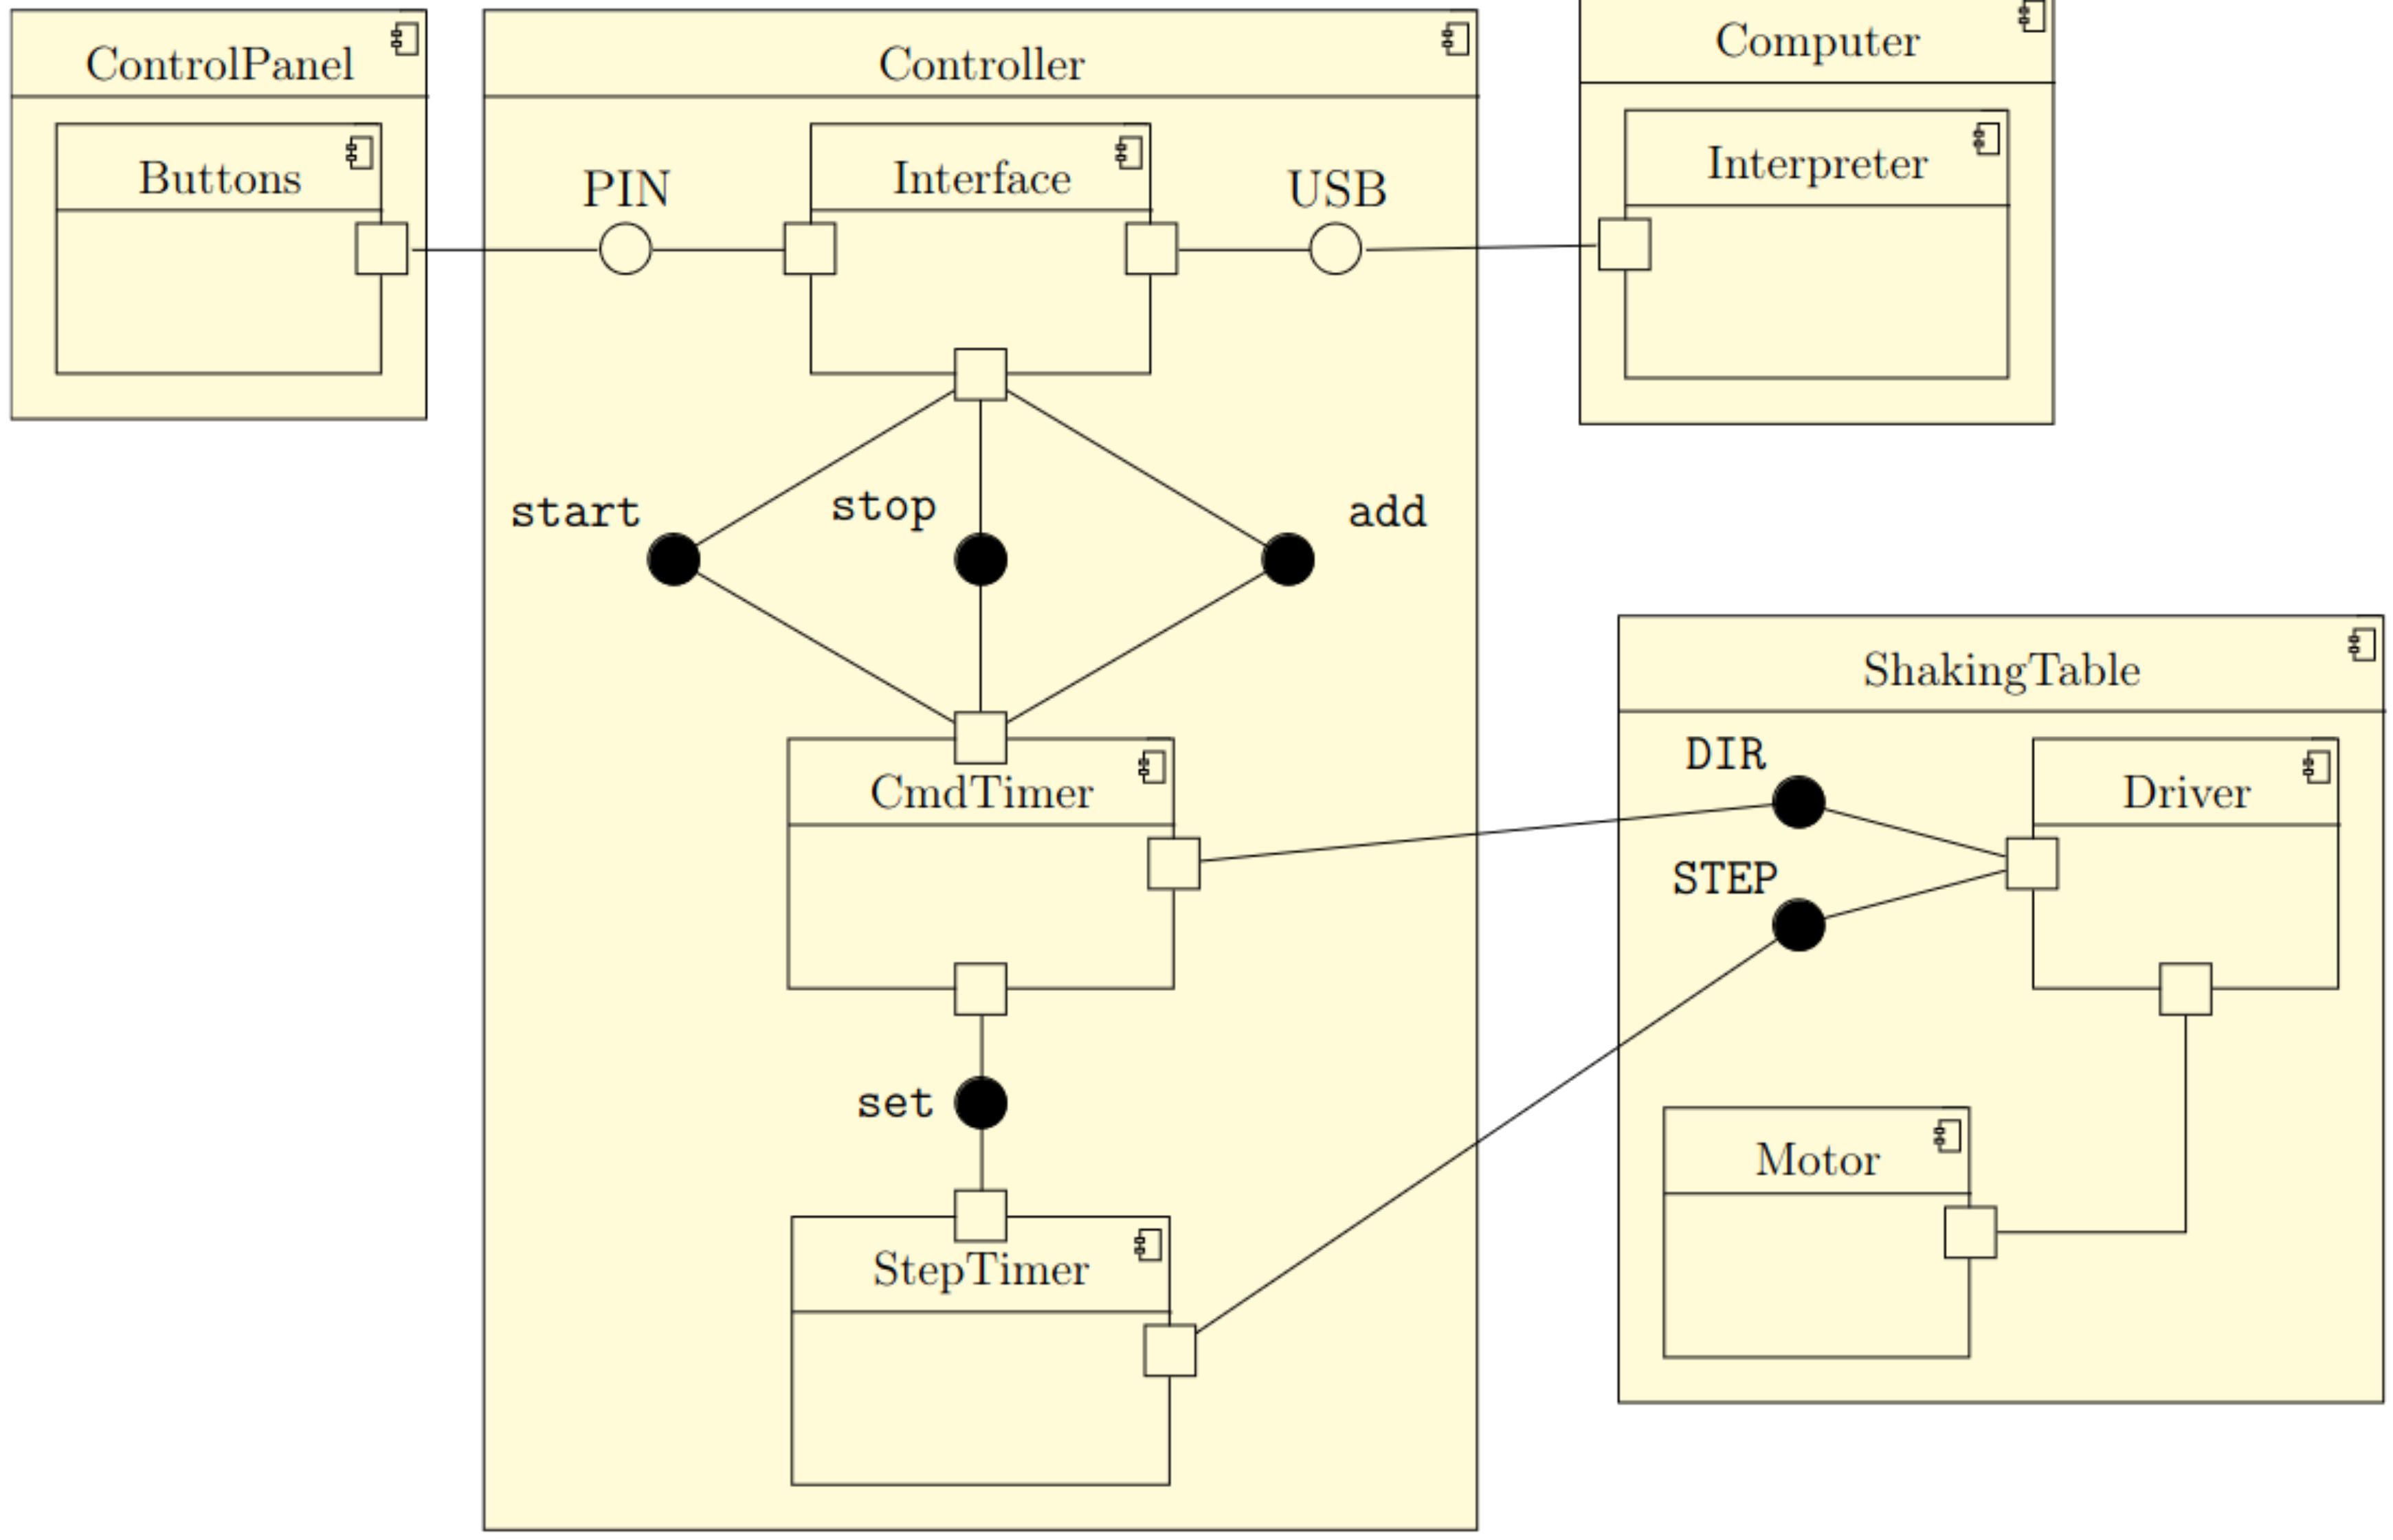 ControlPanel
Buttons
Controller
PIN
Interface
USB
Computer
Interpreter
start
stop
add
CmdTimer
set
StepTimer
ShakingTable
DIR
STEP
Driver
Motor